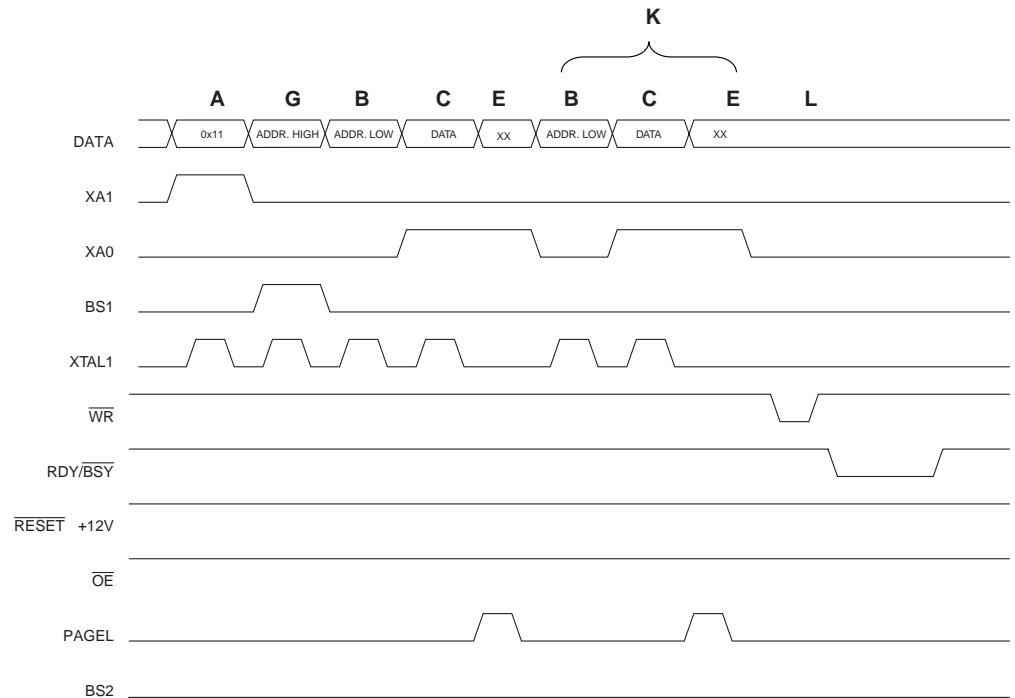 K
A G B C E B C E L
DATA 0x11 ADDR. HIGH ADDR. LOW DATA XX ADDR. LOW DATA XX
XA1
XA0
BS1
XTAL1
WR
RDY/BSY
RESET +12V
OE
PAGEL
BS2